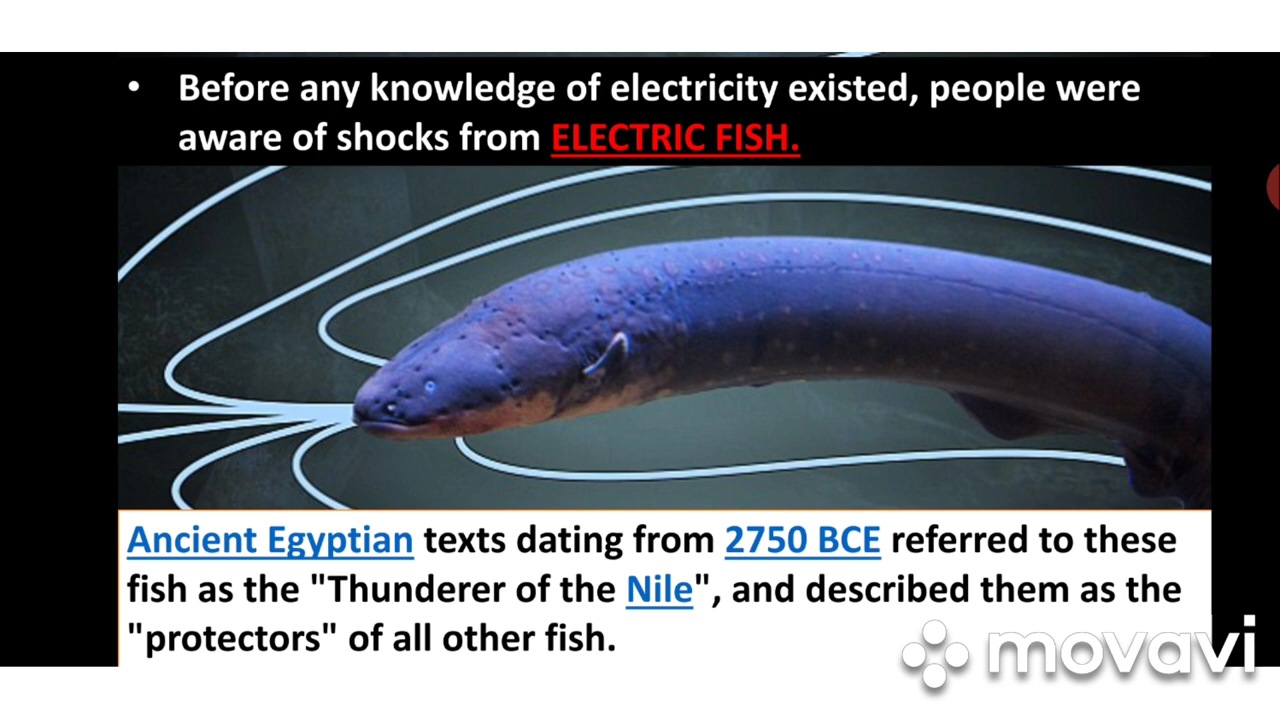 • Before any knowledge of electricity existed, people were
aware of shocks from ELECTRIC FISH.
Ancient Egyptian texts dating from 2750 BCE referred to these
fish as the "Thunderer of the Nile", and described them as the
"protectors" of all other fish.
movavi